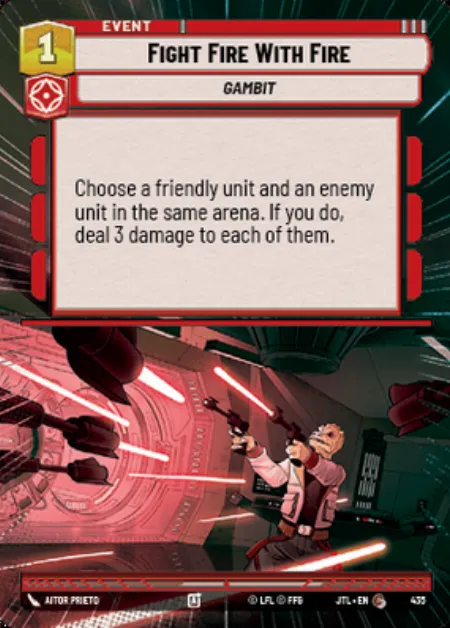 EVENT
1
FIGHT FIRE WITH FIRE
GAMBIT
Choose a friendly unit and an enemy
unit in the same arena. If you do,
deal 3 damage to each of them.
AITOR PRIETO
© LFL © FFG
JTL • EN
C
435